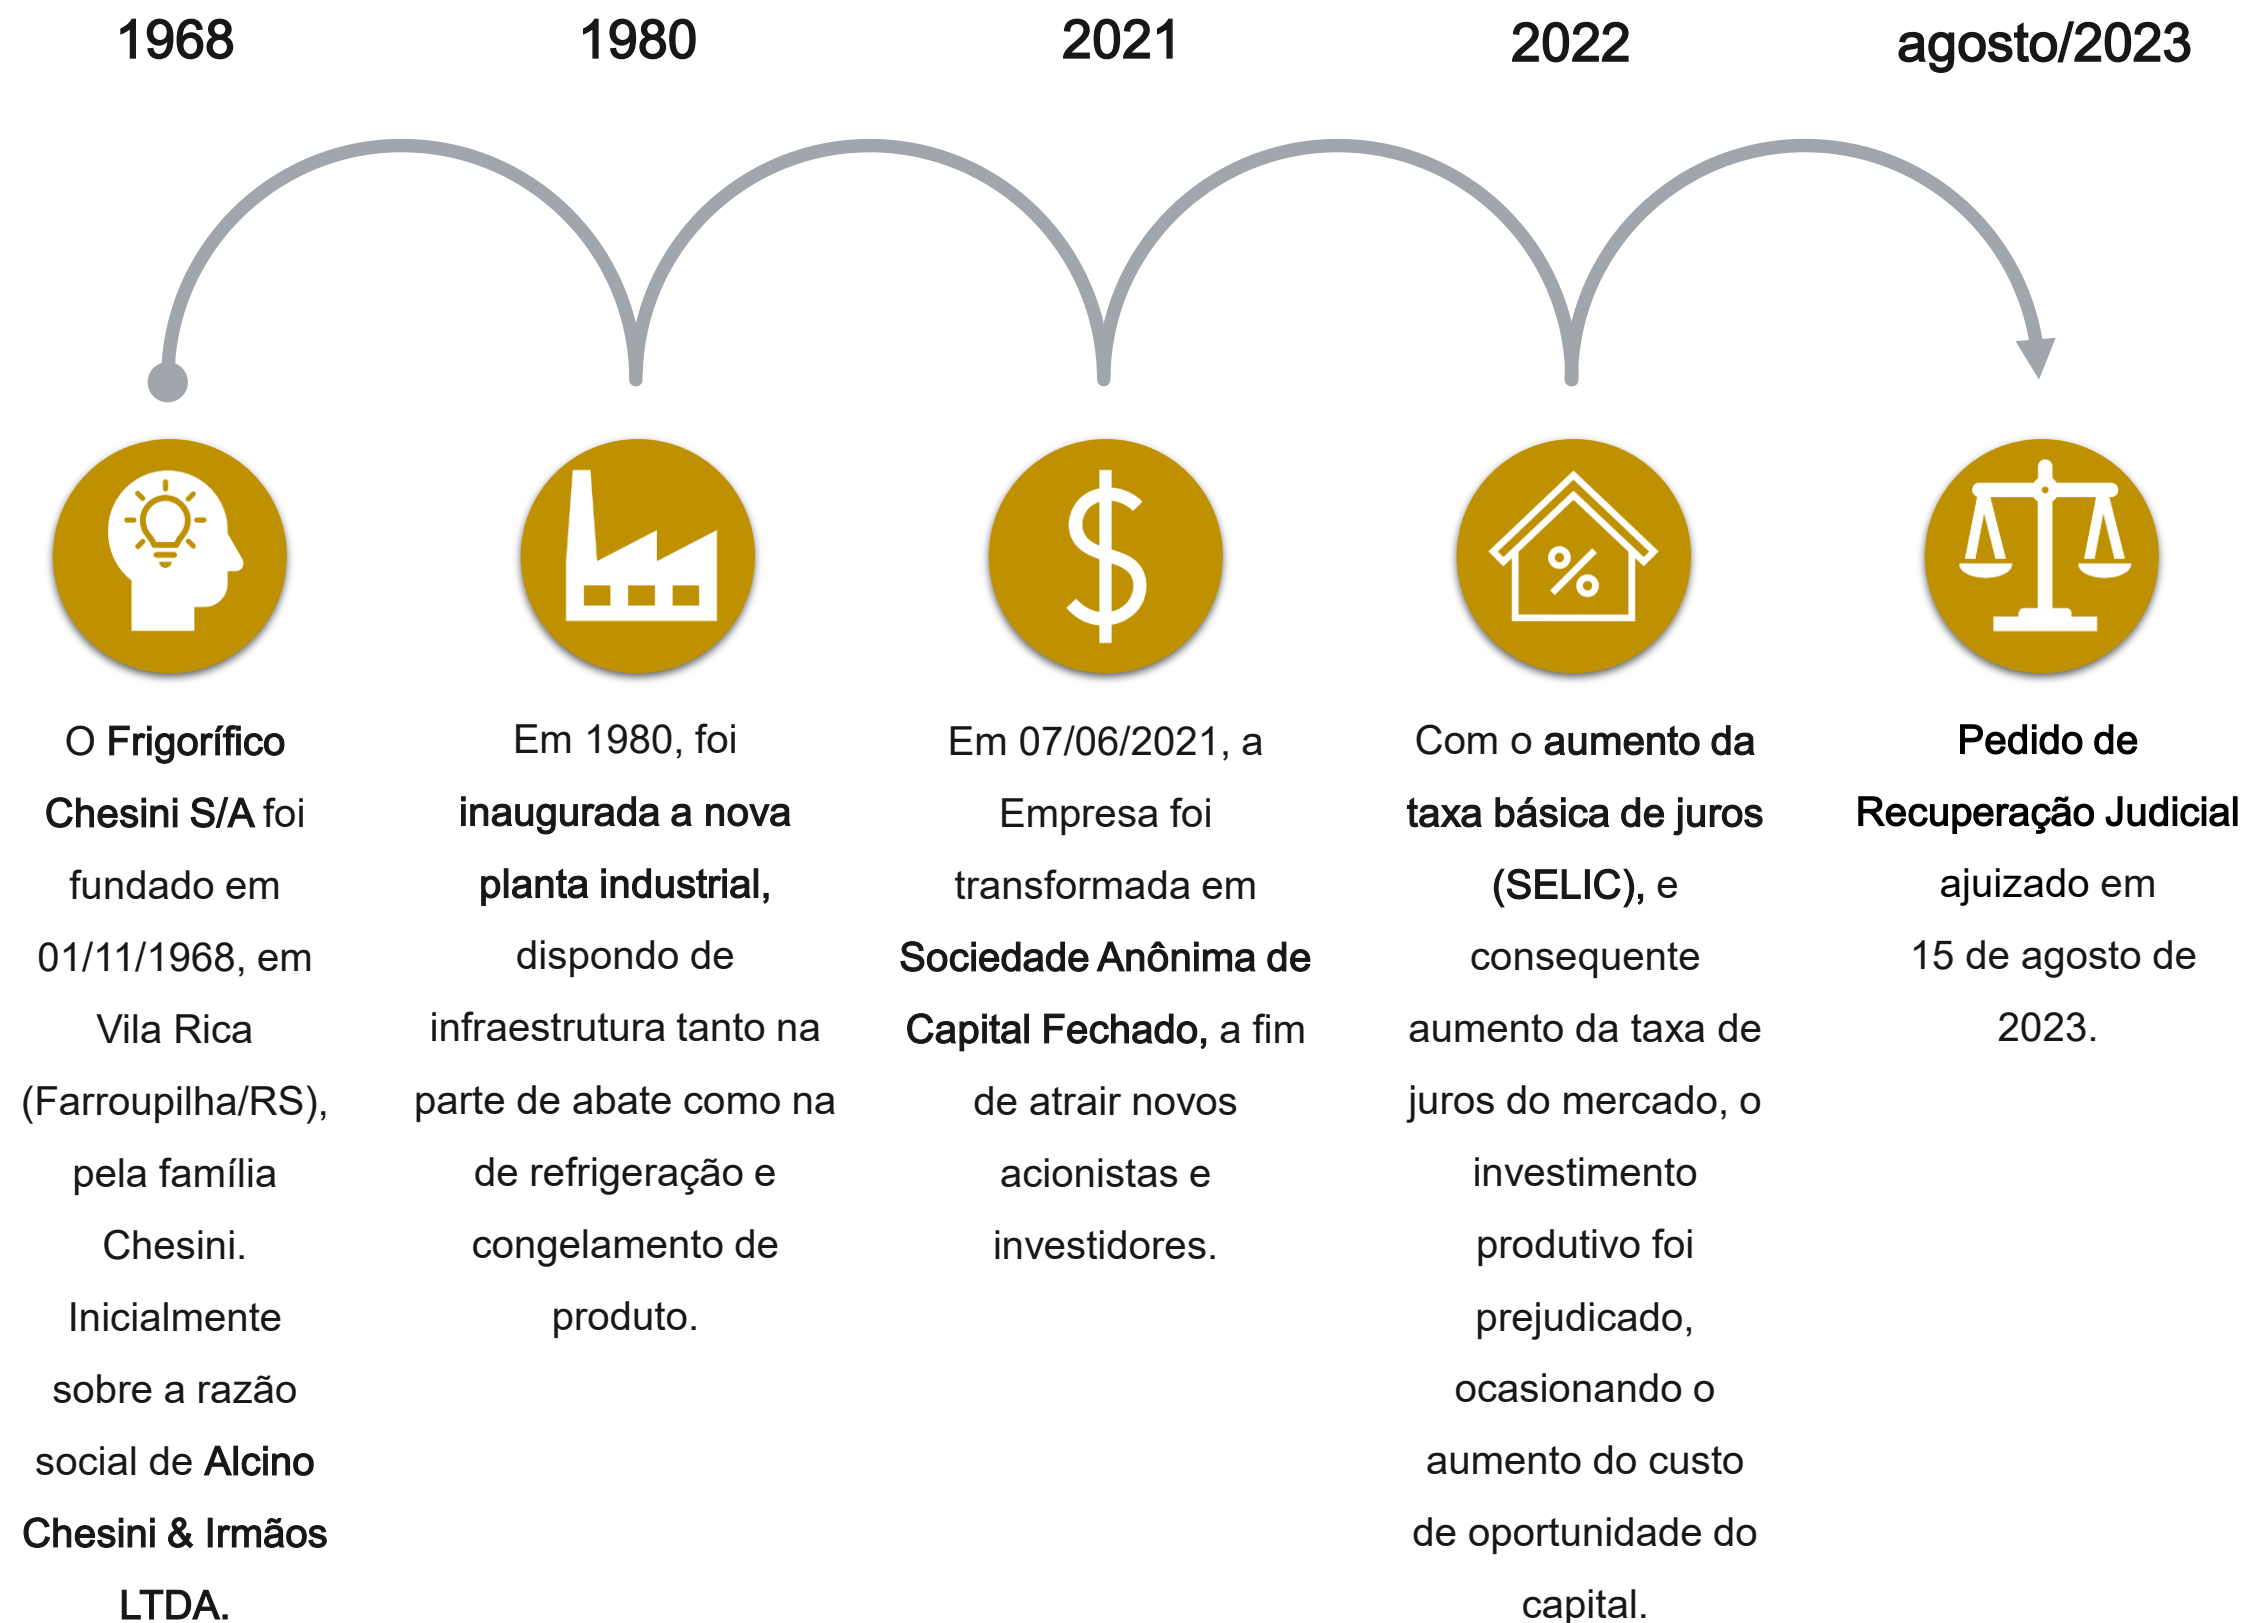 1968
1980
2021
2022
agosto/2023
O Frigorífico
Chesini S/A foi
fundado em
01/11/1968, em
Vila Rica
(Farroupilha/RS),
pela família
Chesini.
Inicialmente
sobre a razão
social de Alcino
Chesini & Irmãos
LTDA.
Em 1980, foi
inaugurada a nova
planta industrial,
dispondo de
infraestrutura tanto na
parte de abate como na
de refrigeração e
congelamento de
produto.
Em 07/06/2021, a
Empresa foi
transformada em
Sociedade Anônima de
Capital Fechado, a fim
de atrair novos
acionistas e
investidores.
Com o aumento da
taxa básica de juros
(SELIC), e
consequente
aumento da taxa de
juros do mercado, o
investimento
produtivo foi
prejudicado,
ocasionando o
aumento do custo
de oportunidade do
capital.
Pedido de
Recuperação Judicial
ajuizado em
15 de agosto de
2023.